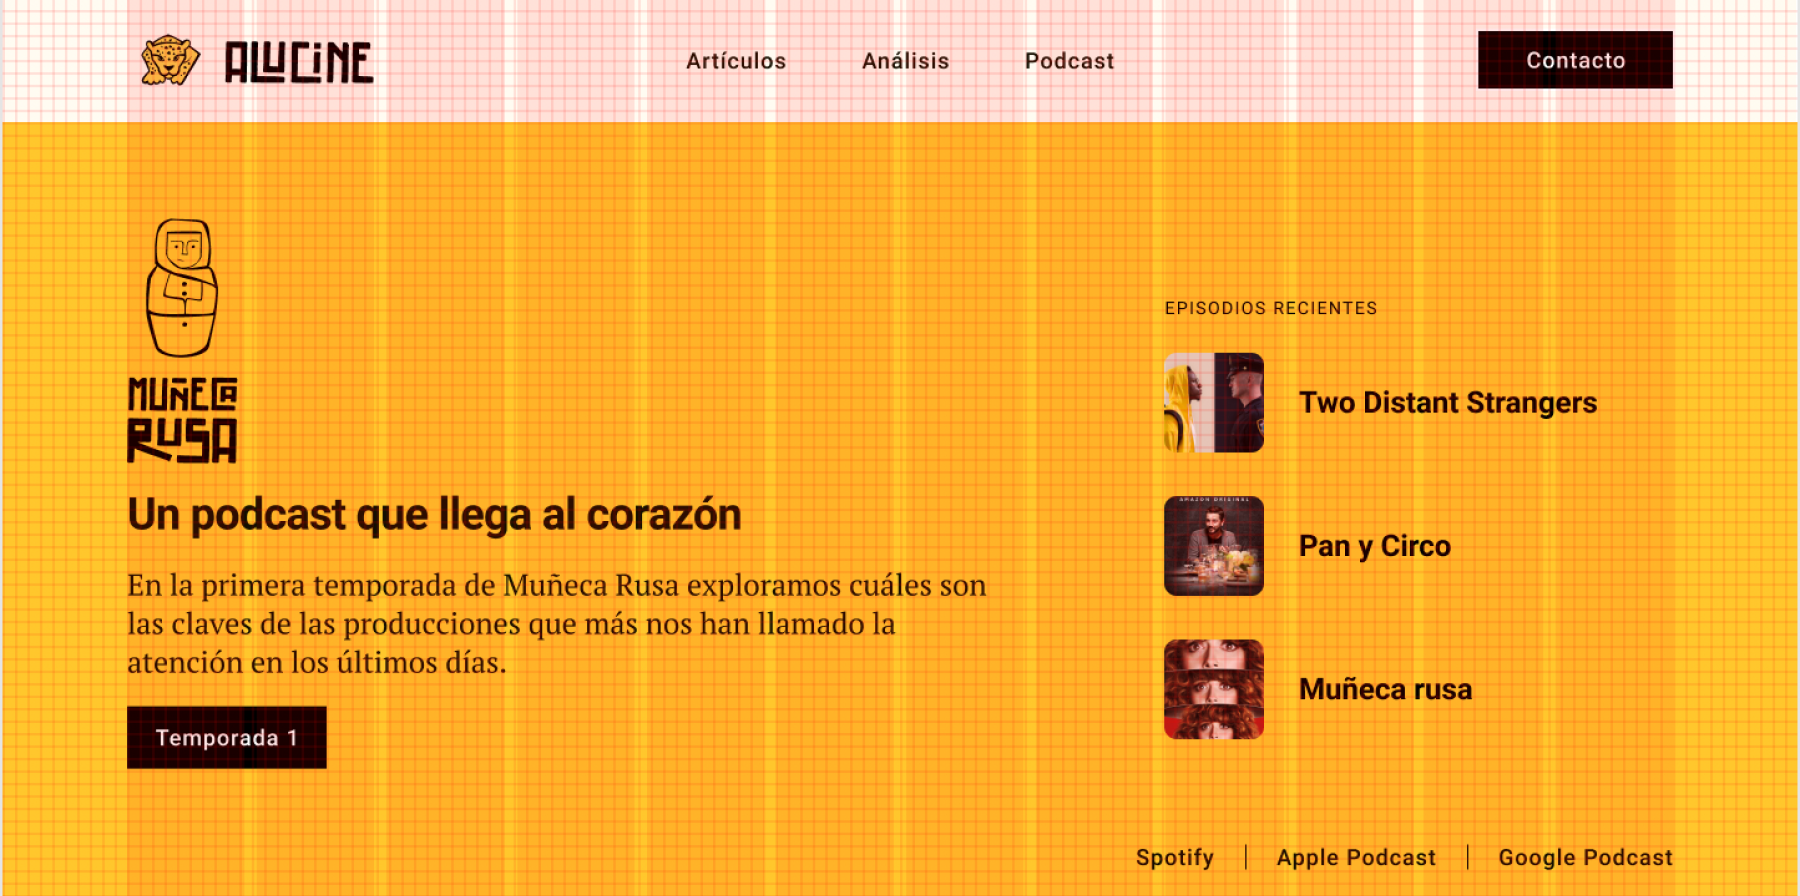 ALUCiNE
Artículos
Análisis
Podcast
Contacto
MUÑECA
RUSA
Un podcast que llega al corazón
En la primera temporada de Muñeca Rusa exploramos cuáles son
las claves de las producciones que más nos han llamado la
atención en los últimos días.
Temporada 1
EPISODIOS RECIENTES
Two Distant Strangers
AMAZON ORIGINAL
Pan y Circo
Muñeca rusa
Spotify
Apple Podcast
Google Podcast